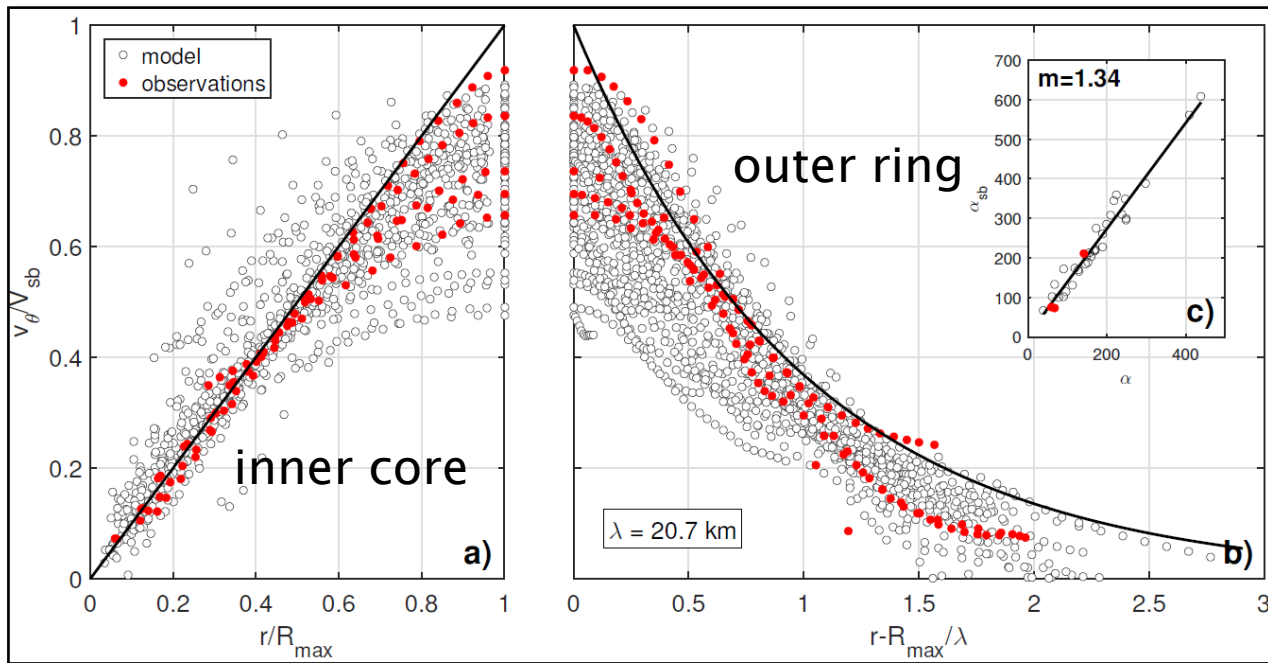 model
observations
inner core
a)
1
0.8
0.6
0.4
0.2
0
0 0.2 0.4 0.6 0.8 1
v_θ/V_sb
r/R_max
outer ring
λ = 20.7 km
b)
0 0.5 1 1.5 2 2.5 3
r-R_max/λ
m=1.34
c)
700
600
500
400
300
200
100
0
0 200 400
α_sb
α